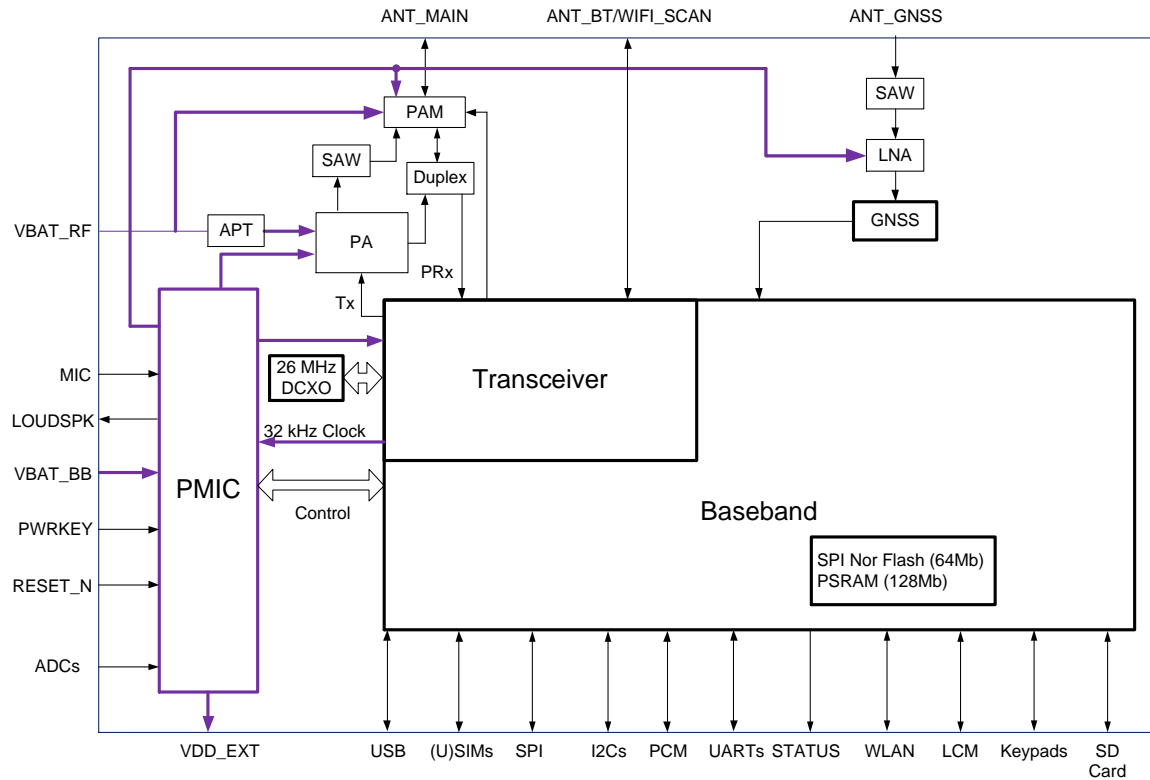 ANT_MAIN
ANT_BT/WIFI_SCAN
ANT_GNSS
SAW
PAM
SAW
LNA
Duplex
VBAT_RF
APT
PA
GNSS
PRx
Tx
MIC
26 MHz
DCXO
Transceiver
LOUDSPK
32 kHz Clock
VBAT_BB
PMIC
Control
Baseband
PWRKEY
SPI Nor Flash (64Mb)
PSRAM (128Mb)
RESET_N
ADCs
VDD_EXT
USB
(U)SIMs
SPI
I2Cs
PCM
UARTs
STATUS
WLAN
LCM
Keypads
SD
Card